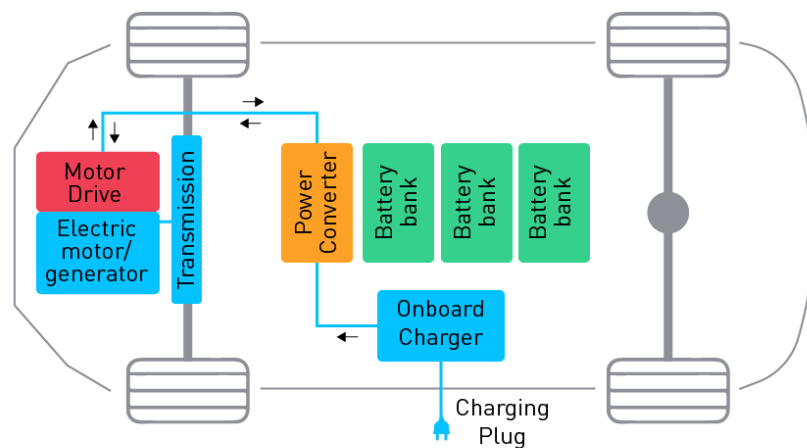 Motor
Drive
Electric
motor/
generator
Transmission
Power
Converter
Battery
bank
Battery
bank
Battery
bank
Onboard
Charger
Charging
Plug